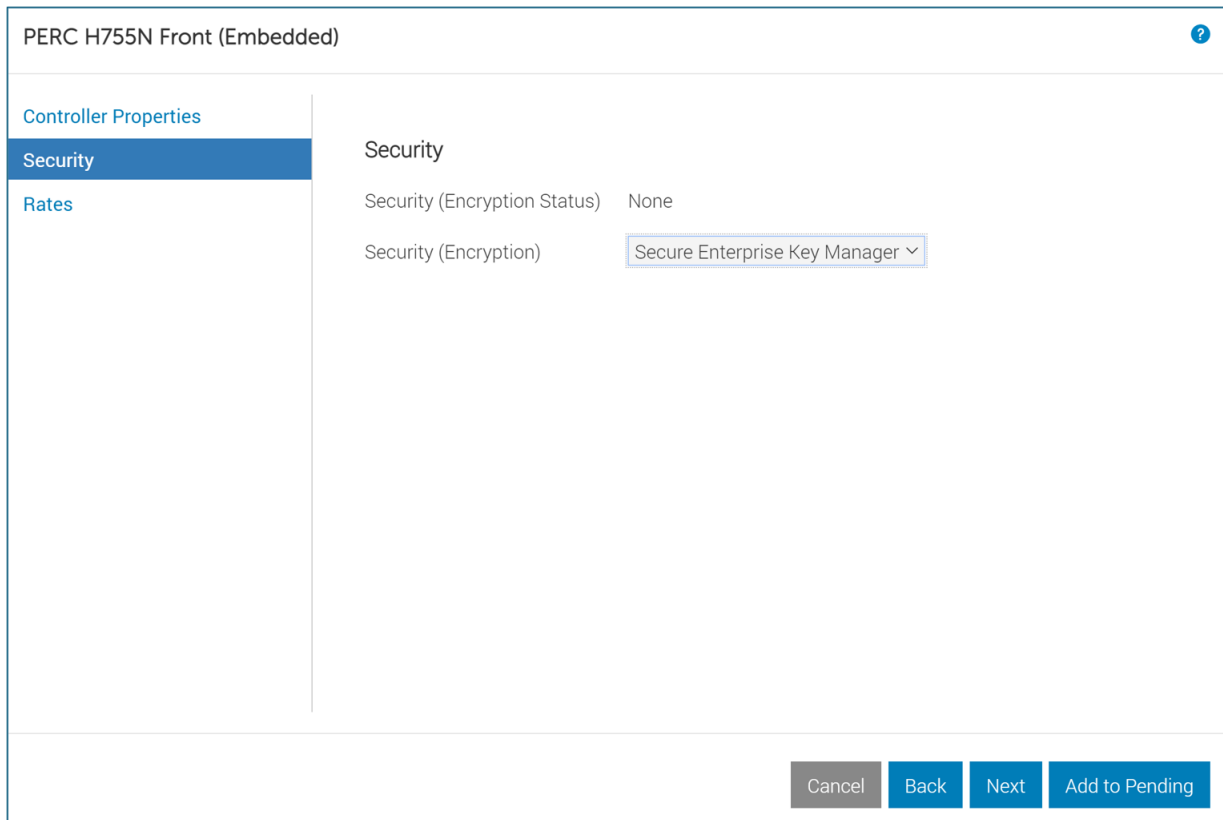 PERC H755N Front (Embedded)
?
Controller Properties
Security
Rates
Security
Security (Encryption Status) None
Security (Encryption) Secure Enterprise Key Manager
Cancel Back Next Add to Pending